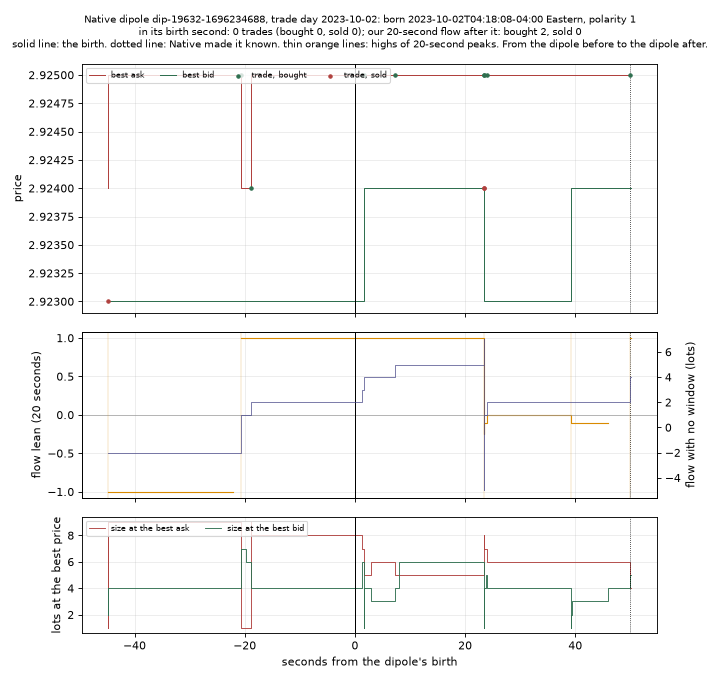 Native dipole dip-19632-1696234688, trade day 2023-10-02: born 2023-10-02T04:18:08-04:00 Eastern, polarity 1
in its birth second: 0 trades (bought 0, sold 0); our 20-second flow after it: bought 2, sold 0
solid line: the birth. dotted line: Native made it known. thin orange lines: highs of 20-second peaks. From the dipole before to the dipole after.
best ask
best bid
trade, bought
trade, sold
2.92500
2.92475
2.92450
2.92425
2.92400
2.92375
2.92350
2.92325
2.92300
price
1.0
0.5
0.0
−0.5
−1.0
flow lean (20 seconds)
6
4
2
0
−2
−4
flow with no window (lots)
size at the best ask
size at the best bid
8
6
4
2
lots at the best price
−40
−20
0
20
40
seconds from the dipole's birth